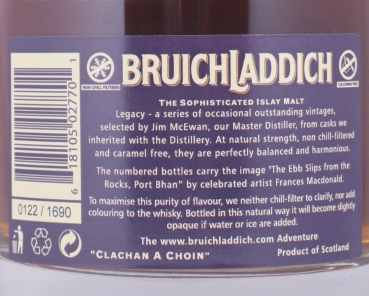 BRUICHLADDICH
NON CHILL FILTERED
COLOURING FREE
THE SOPHISTICATED ISLAY MALT
Legacy - a series of occasional outstanding vintages,
selected by Jim McEwan, our Master Distiller, from casks we
inherited with the Distillery. At natural strength, non chill-filtered
and caramel free, they are perfectly balanced and harmonious.
The numbered bottles carry the image "The Ebb Slips from the
Rocks, Port Bhan" by celebrated artist Frances Macdonald.
To maximise this purity of flavour, we neither chill-filter to clarify, nor add
colouring to the whisky. Bottled in this natural way it will become slightly
opaque if water or ice are added.
The www.bruichladdich.com Adventure
"CLACHAN A CHOIN"
Product of Scotland
6 18105 02770 1
0122 / 1690